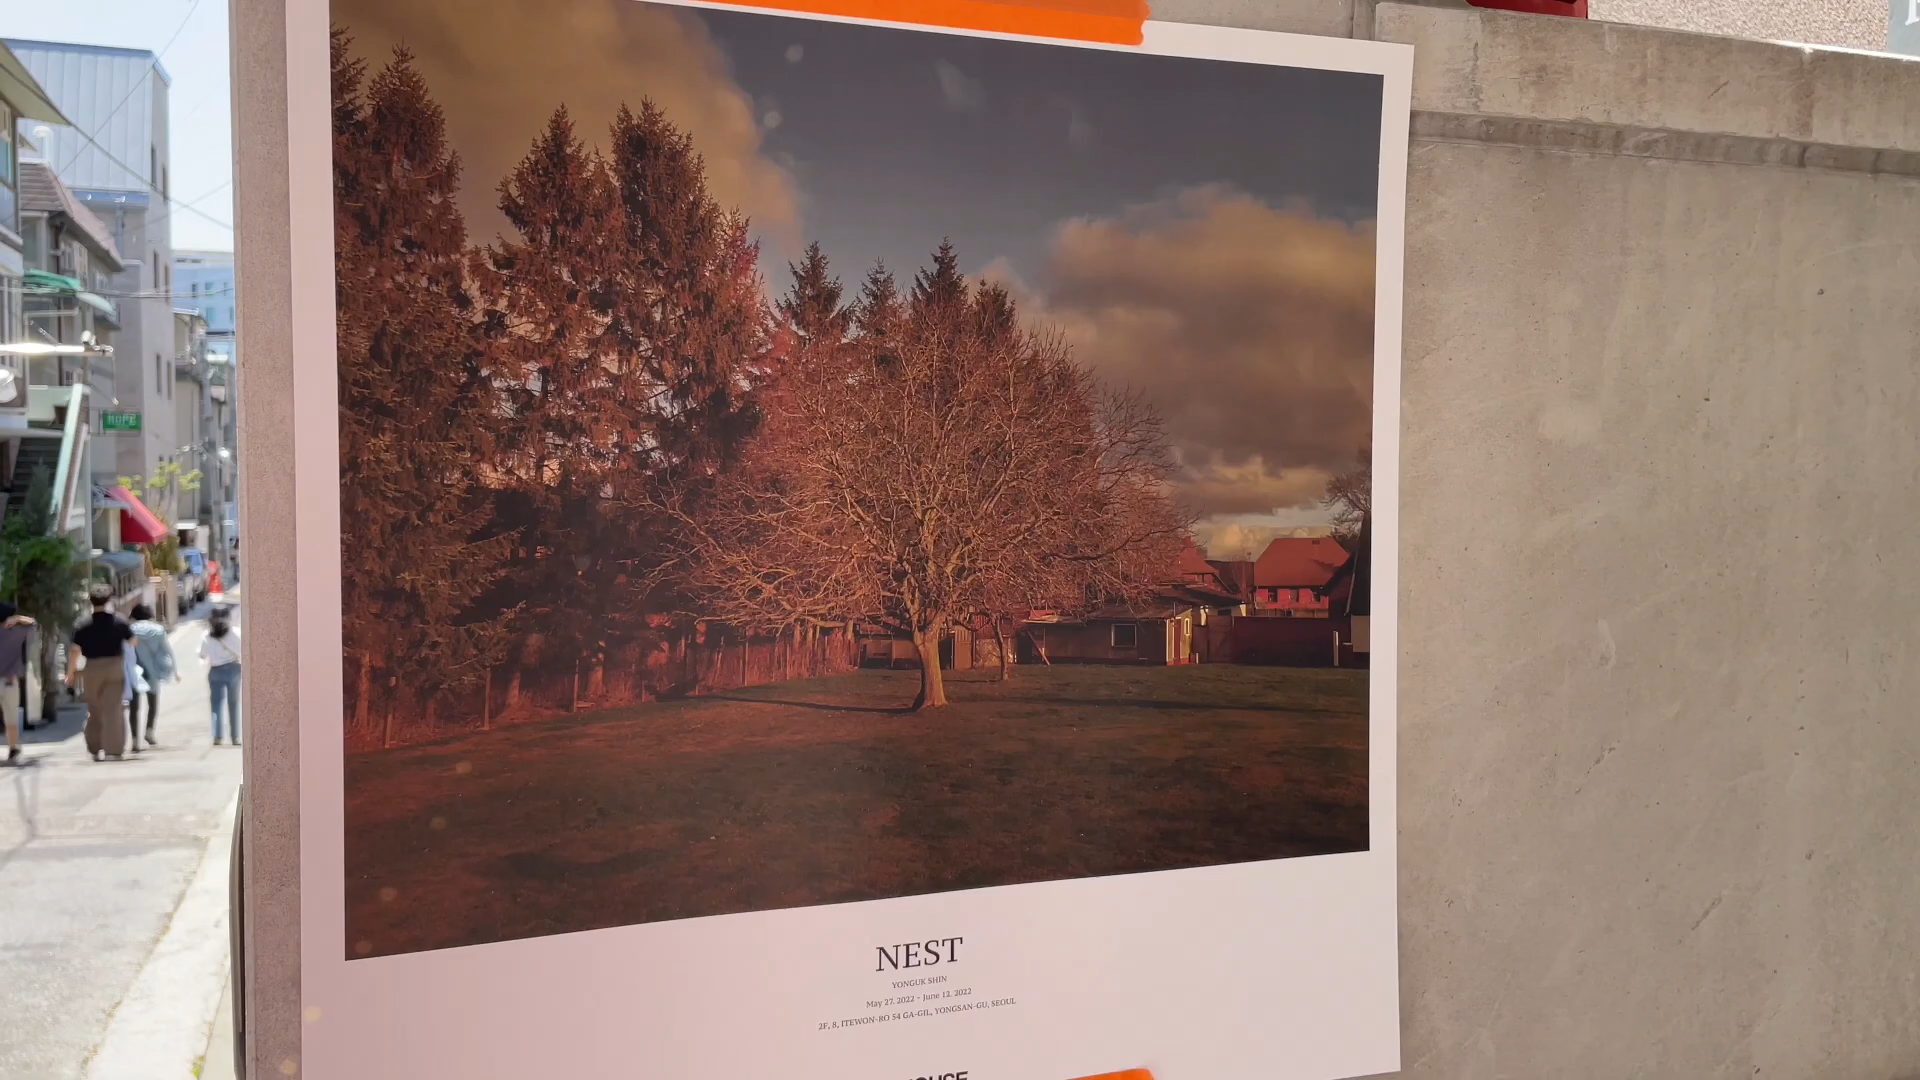 HOPE
NEST
YONGUK SHIN
May 27. 2022 - June 12. 2022
2F, 8, ITEWON-RO 54 GA-GIL, YONGSAN-GU, SEOUL